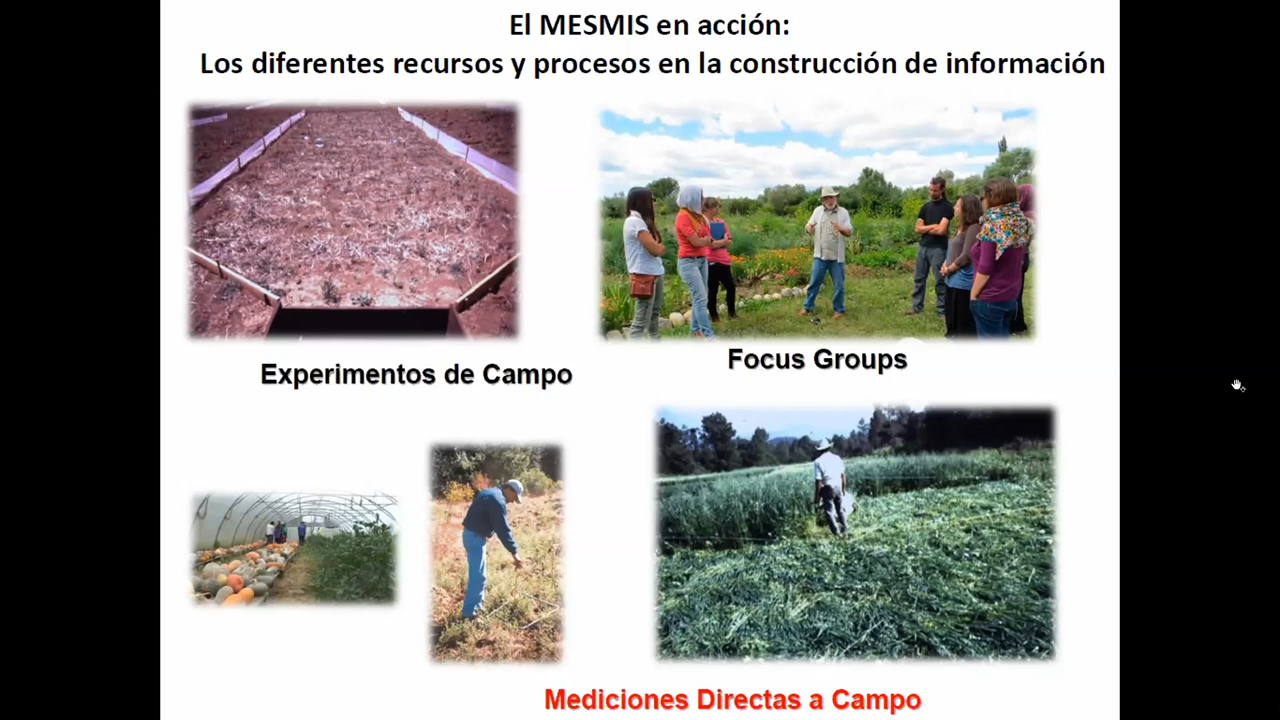 El MESMIS en acción:
Los diferentes recursos y procesos en la construcción de información
Focus Groups
Experimentos de Campo
Mediciones Directas a Campo